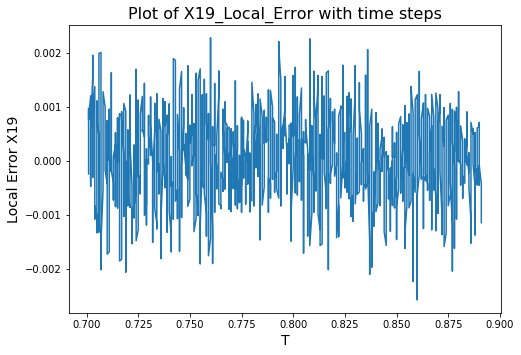 Plot of X19_Local_Error with time steps
Local Error X19
0.002
0.001
0.000
−0.001
−0.002
0.700 0.725 0.750 0.775 0.800 0.825 0.850 0.875 0.900
T